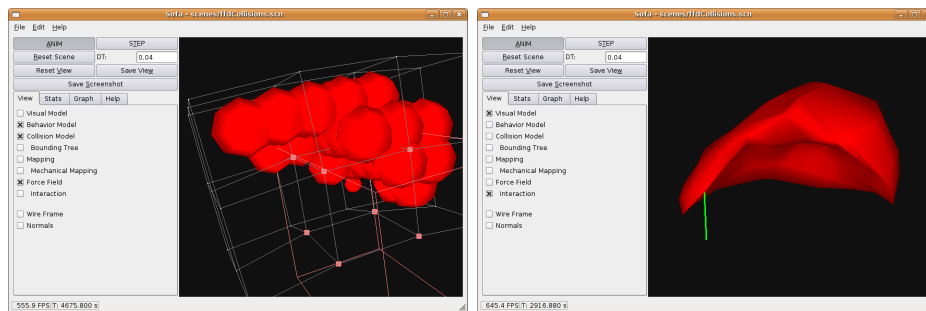 Sofa - scenes/ffdCollisions.scn
File Edit Help
ANIM STEP
Reset Scene DT: 0.04
Reset View Save View
Save Screenshot
View Stats Graph Help
Visual Model
Behavior Model
Collision Model
Bounding Tree
Mapping
Mechanical Mapping
Force Field
Interaction
Wire Frame
Normals
555.9 FPS T: 4675.800 s
Sofa - scenes/ffdCollisions.scn
File Edit Help
ANIM STEP
Reset Scene DT: 0.04
Reset View Save View
Save Screenshot
View Stats Graph Help
Visual Model
Behavior Model
Collision Model
Bounding Tree
Mapping
Mechanical Mapping
Force Field
Interaction
Wire Frame
Normals
645.4 FPS T: 2916.880 s